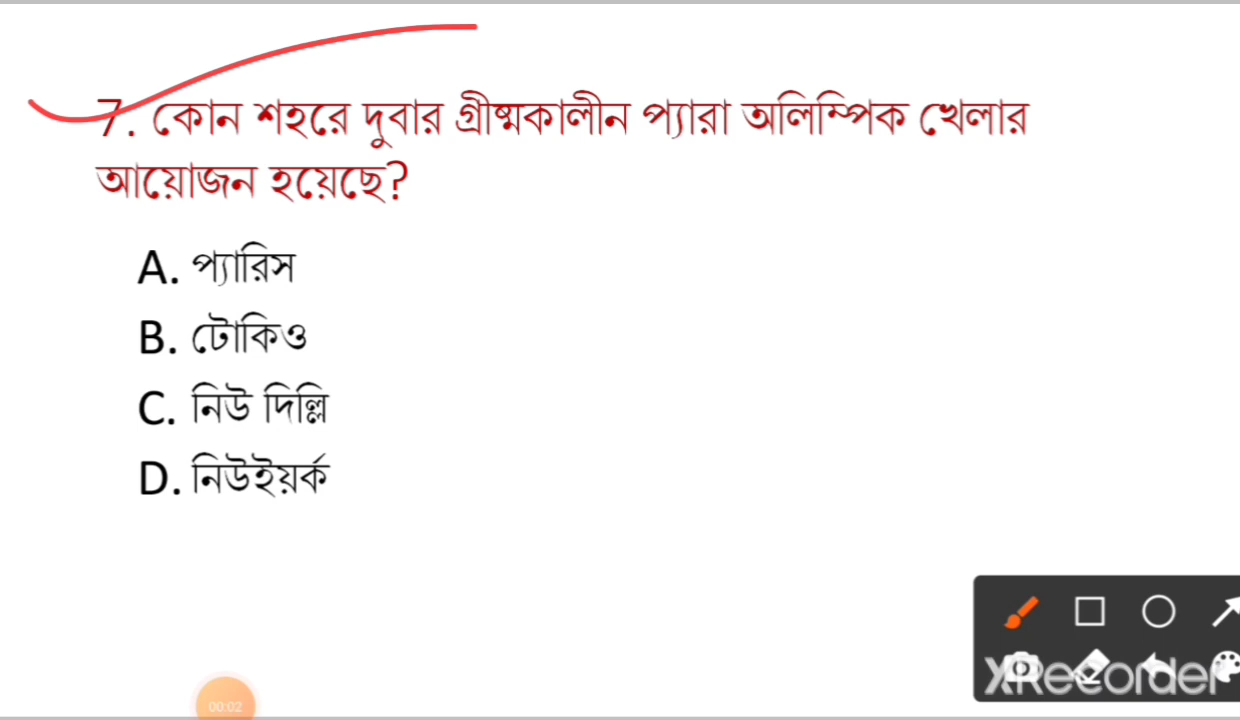 7. কোন শহরে দুবার গ্রীষ্মকালীন প্যারা অলিম্পিক খেলার
আয়োজন হয়েছে?
A. প্যারিস
B. টোকিও
C. নিউ দিল্লি
D. নিউইয়র্ক
XRecorder
00:02